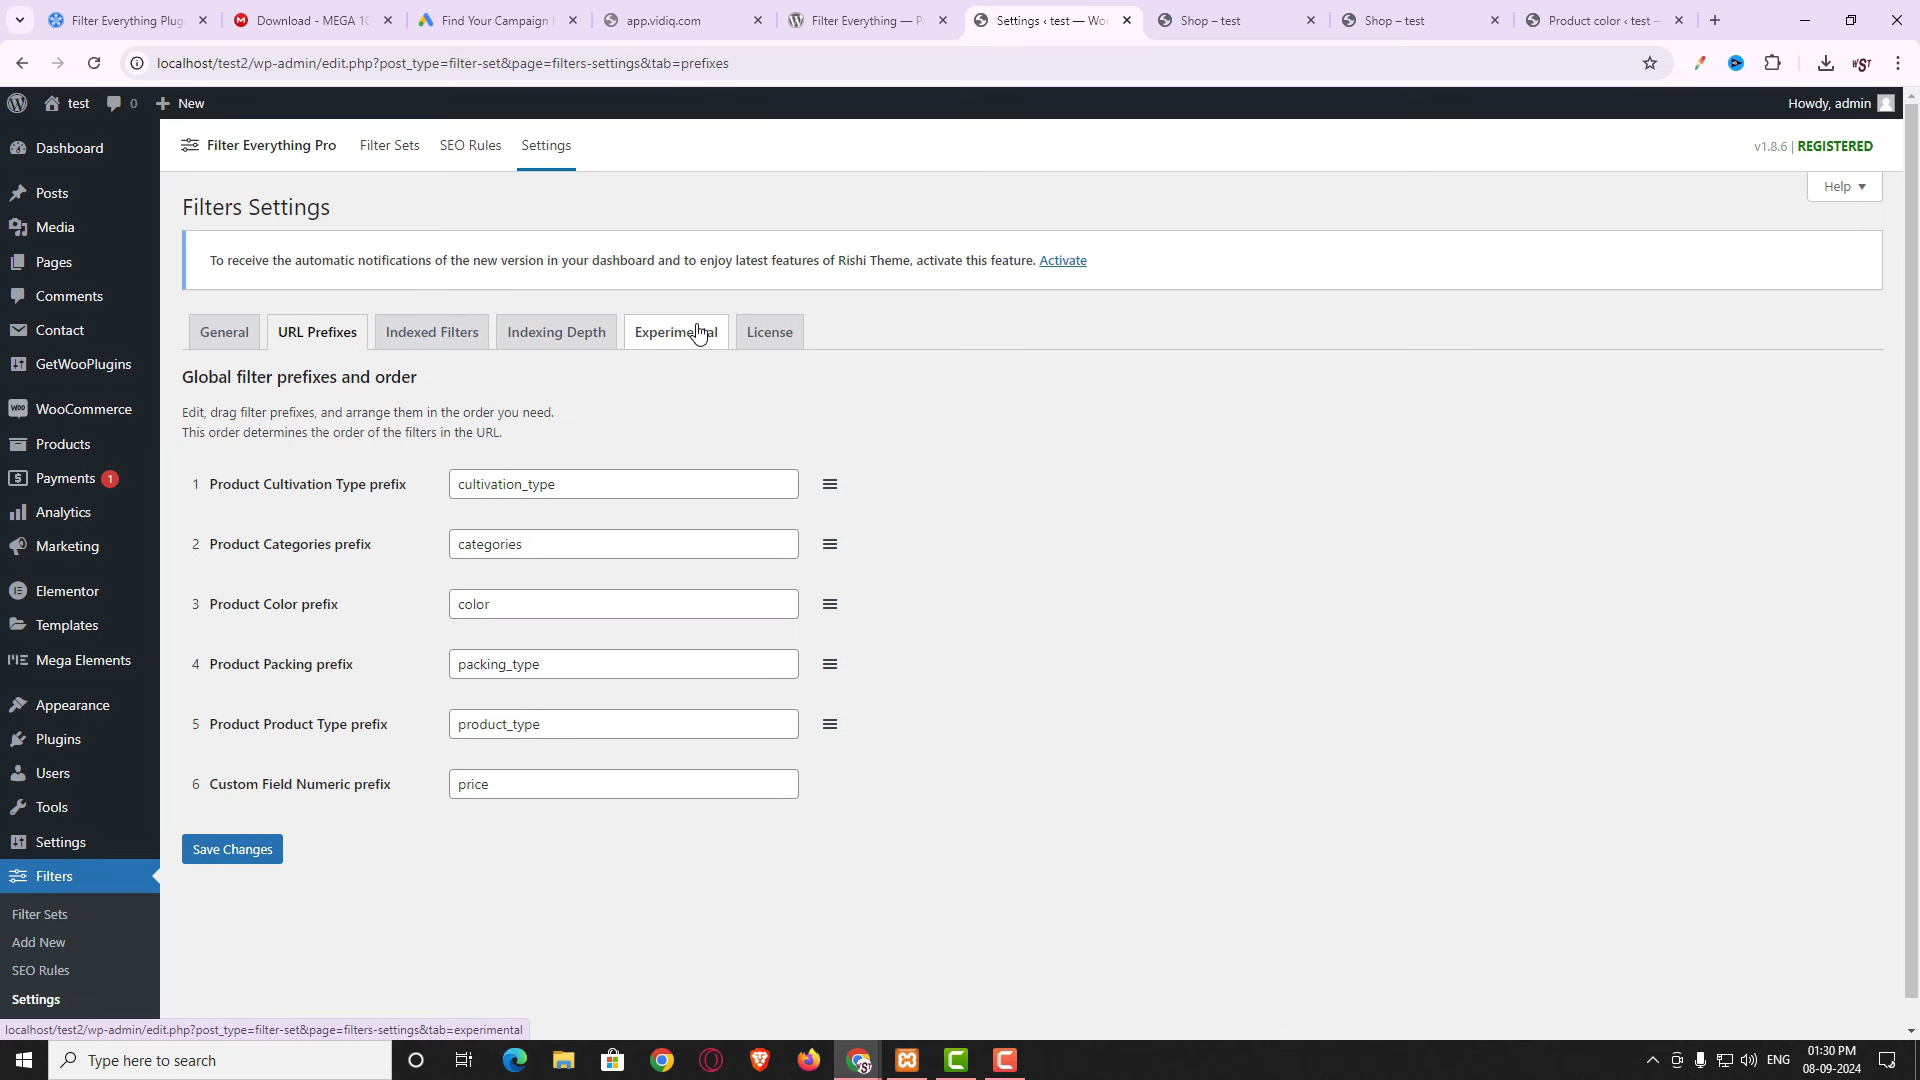 Filter Everything Plug
Download - MEGA 10
Find Your Campaign
app.vidiq.com
Filter Everything — P
Settings ‹ test — Wo
Shop – test
Shop – test
Product color ‹ test —
localhost/test2/wp-admin/edit.php?post_type=filter-set&page=filters-settings&tab=prefixes
test
0
New
Howdy, admin
Dashboard
Posts
Media
Pages
Comments
Contact
GetWooPlugins
WooCommerce
Products
Payments 1
Analytics
Marketing
Elementor
Templates
Mega Elements
Appearance
Plugins
Users
Tools
Settings
Filters
Filter Sets
Add New
SEO Rules
Settings
Filter Everything Pro
Filter Sets
SEO Rules
Settings
v1.8.6 | REGISTERED
Help
Filters Settings
To receive the automatic notifications of the new version in your dashboard and to enjoy latest features of Rishi Theme, activate this feature. Activate
General
URL Prefixes
Indexed Filters
Indexing Depth
Experimental
License
Global filter prefixes and order
Edit, drag filter prefixes, and arrange them in the order you need.
This order determines the order of the filters in the URL.
1 Product Cultivation Type prefix cultivation_type
2 Product Categories prefix categories
3 Product Color prefix color
4 Product Packing prefix packing_type
5 Product Product Type prefix product_type
6 Custom Field Numeric prefix price
Save Changes
localhost/test2/wp-admin/edit.php?post_type=filter-set&page=filters-settings&tab=experimental
Type here to search
ENG
01:30 PM
08-09-2024